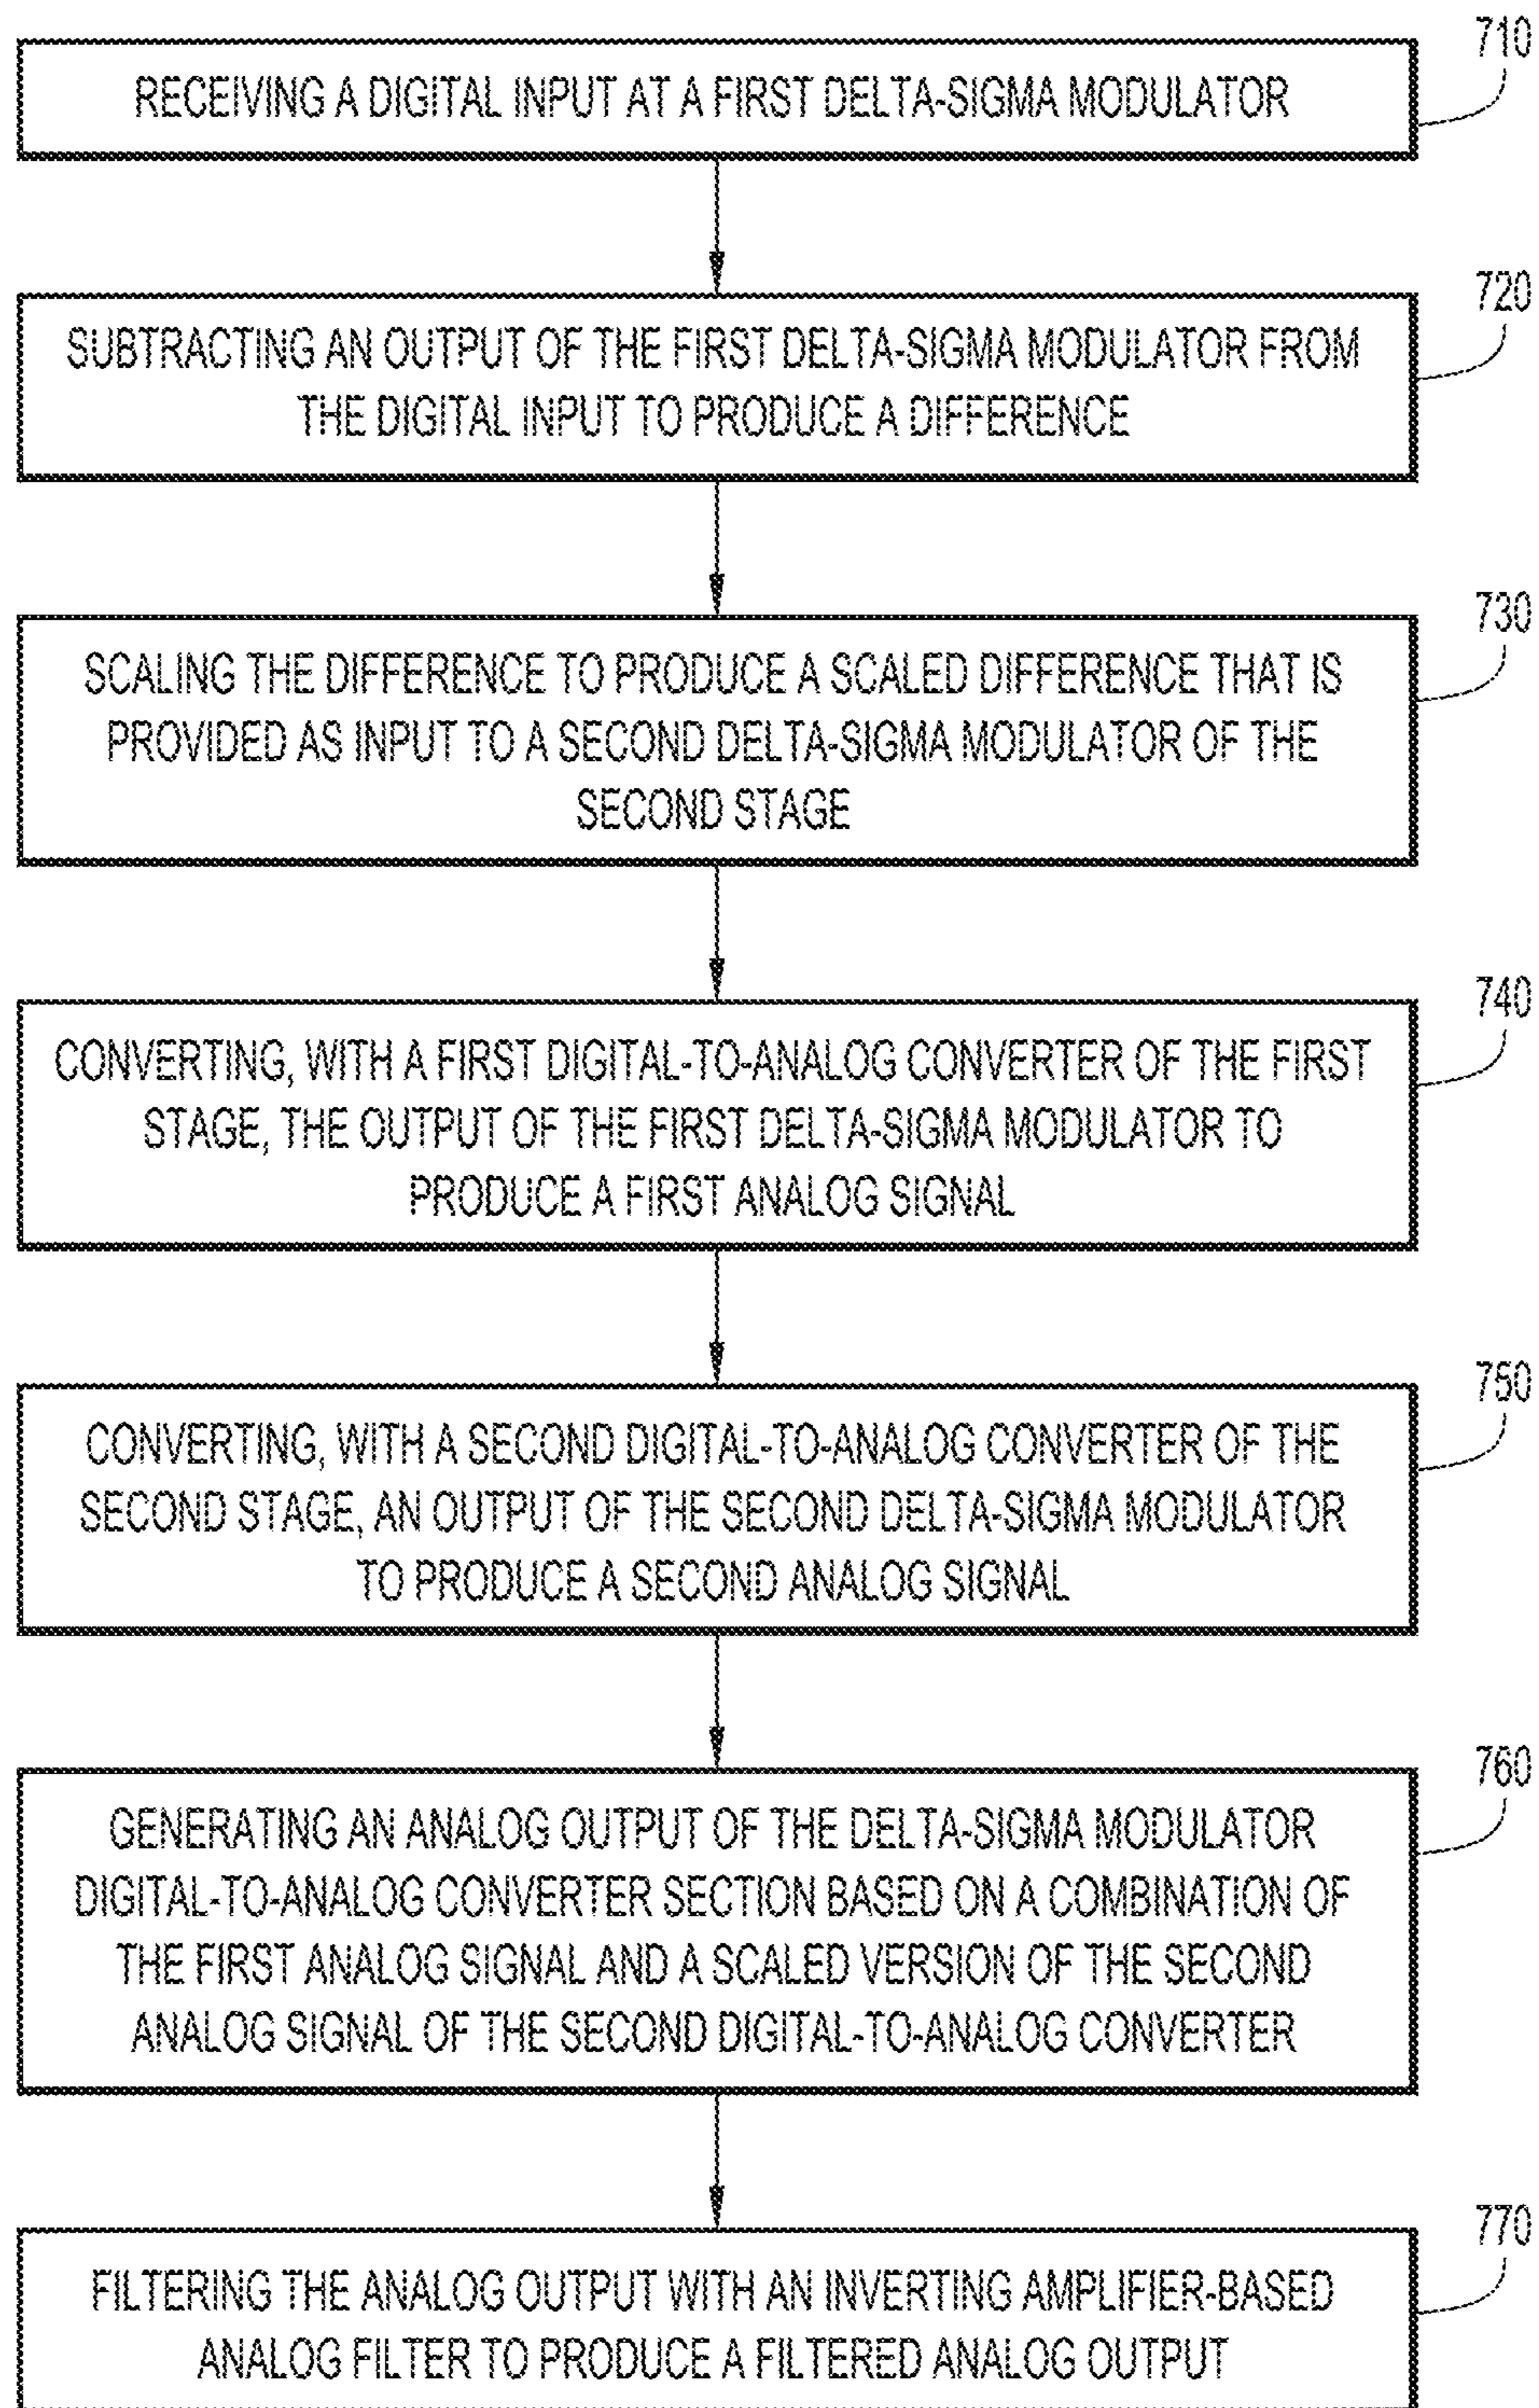 710
RECEIVING A DIGITAL INPUT AT A FIRST DELTA-SIGMA MODULATOR
720
SUBTRACTING AN OUTPUT OF THE FIRST DELTA-SIGMA MODULATOR FROM
THE DIGITAL INPUT TO PRODUCE A DIFFERENCE
730
SCALING THE DIFFERENCE TO PRODUCE A SCALED DIFFERENCE THAT IS
PROVIDED AS INPUT TO A SECOND DELTA-SIGMA MODULATOR OF THE
SECOND STAGE
740
CONVERTING, WITH A FIRST DIGITAL-TO-ANALOG CONVERTER OF THE FIRST
STAGE, THE OUTPUT OF THE FIRST DELTA-SIGMA MODULATOR TO
PRODUCE A FIRST ANALOG SIGNAL
750
CONVERTING, WITH A SECOND DIGITAL-TO-ANALOG CONVERTER OF THE
SECOND STAGE, AN OUTPUT OF THE SECOND DELTA-SIGMA MODULATOR
TO PRODUCE A SECOND ANALOG SIGNAL
760
GENERATING AN ANALOG OUTPUT OF THE DELTA-SIGMA MODULATOR
DIGITAL-TO-ANALOG CONVERTER SECTION BASED ON A COMBINATION OF
THE FIRST ANALOG SIGNAL AND A SCALED VERSION OF THE SECOND
ANALOG SIGNAL OF THE SECOND DIGITAL-TO-ANALOG CONVERTER
770
FILTERING THE ANALOG OUTPUT WITH AN INVERTING AMPLIFIER-BASED
ANALOG FILTER TO PRODUCE A FILTERED ANALOG OUTPUT